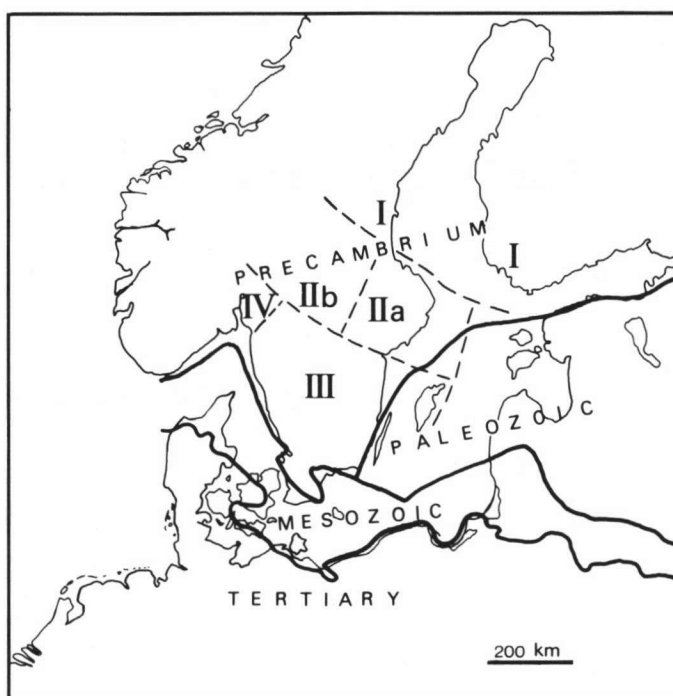 I
PRECAMBRIUM
I
IV
IIb
IIa
III
PALEOZOIC
MESOZOIC
TERTIARY
200 km